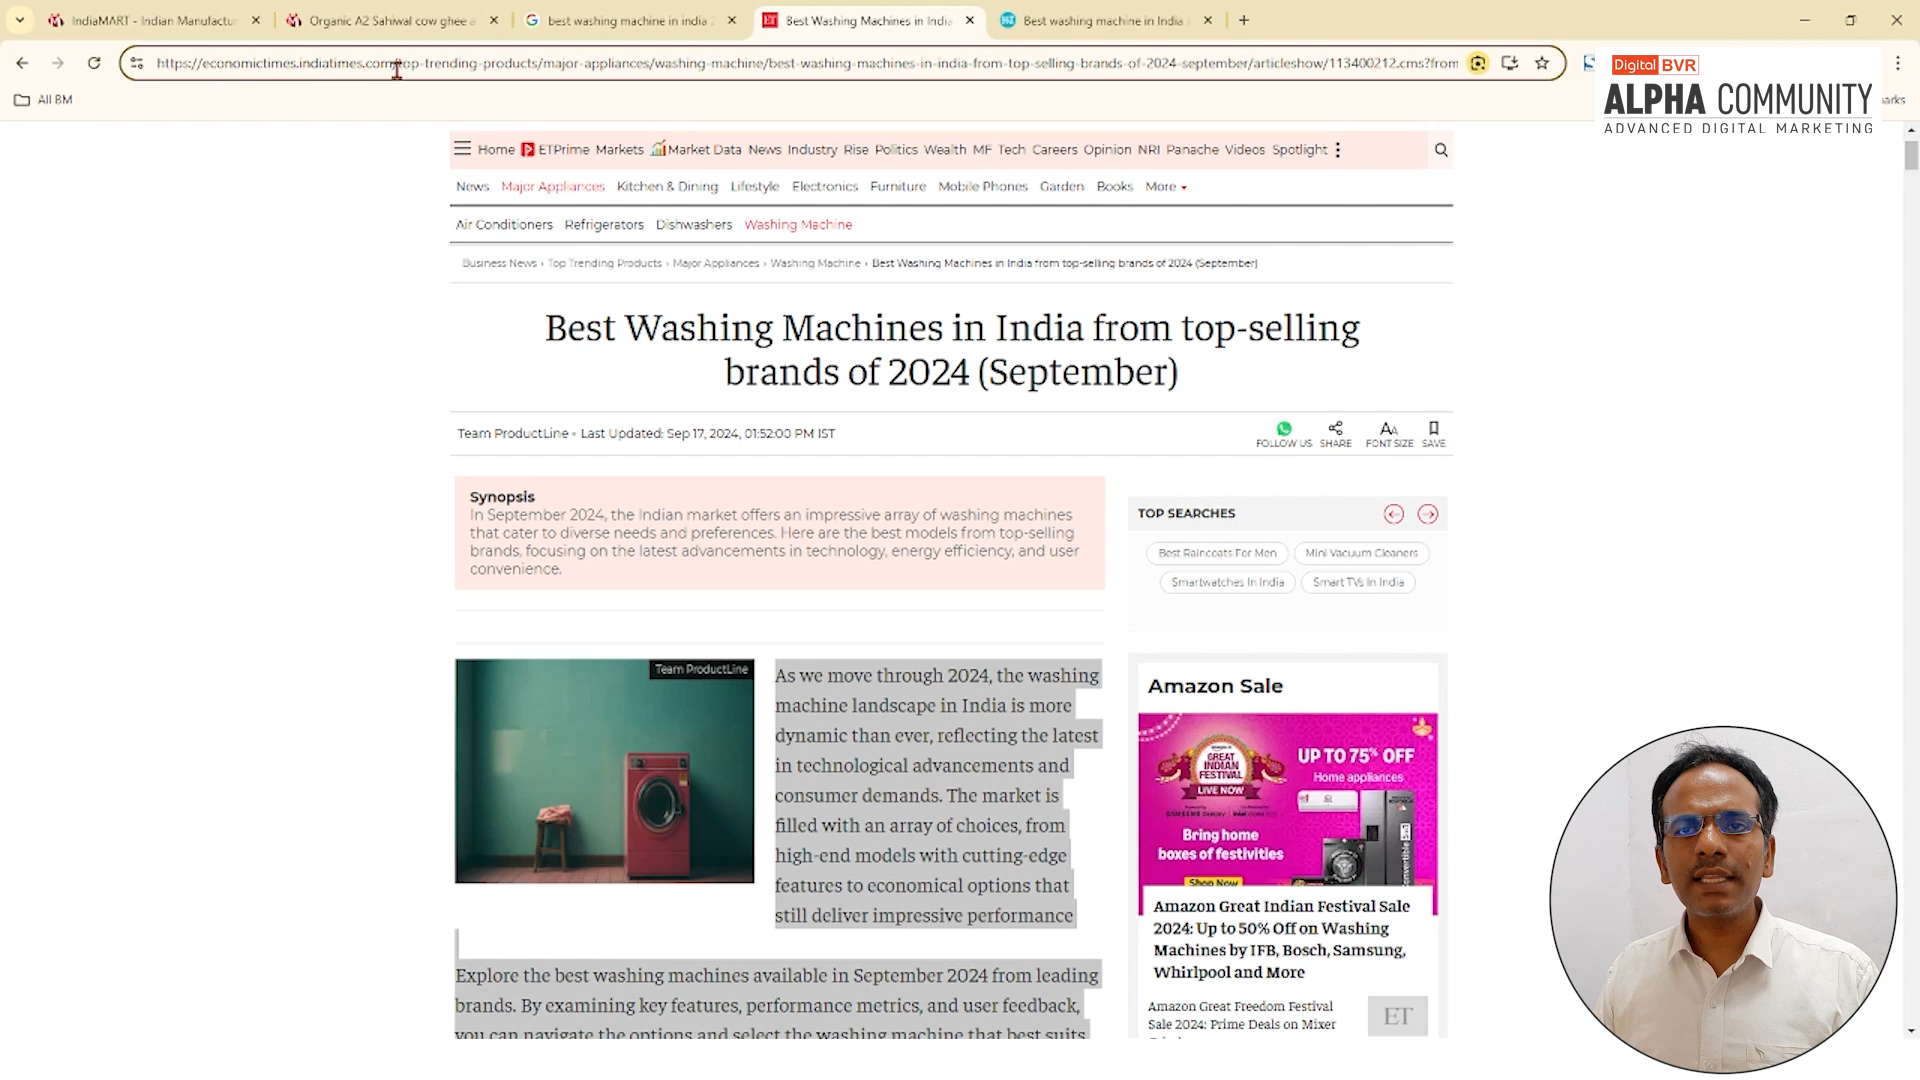 IndiaMART - Indian Manufactu
Organic A2 Sahiwal cow ghee a
best washing machine in india 2
Best Washing Machines in India
Best washing machine in India
https://economictimes.indiatimes.com/top-trending-products/major-appliances/washing-machine/best-washing-machines-in-india-from-top-selling-brands-of-2024-september/articleshow/113400212.cms?from
Digital BVR
ALPHA COMMUNITY
ADVANCED DIGITAL MARKETING
All BM
arks
Home ETPrime Markets Market Data News Industry Rise Politics Wealth MF Tech Careers Opinion NRI Panache Videos Spotlight
News Major Appliances Kitchen & Dining Lifestyle Electronics Furniture Mobile Phones Garden Books More
Air Conditioners Refrigerators Dishwashers Washing Machine
Business News › Top Trending Products › Major Appliances › Washing Machine › Best Washing Machines in India from top-selling brands of 2024 (September)
Best Washing Machines in India from top-selling
brands of 2024 (September)
Team ProductLine • Last Updated: Sep 17, 2024, 01:52:00 PM IST
FOLLOW US SHARE FONT SIZE SAVE
Synopsis
In September 2024, the Indian market offers an impressive array of washing machines
that cater to diverse needs and preferences. Here are the best models from top-selling
brands, focusing on the latest advancements in technology, energy efficiency, and user
convenience.
TOP SEARCHES
Best Raincoats For Men Mini Vacuum Cleaners
Smartwatches In India Smart TVs In India
Team ProductLine
As we move through 2024, the washing
machine landscape in India is more
dynamic than ever, reflecting the latest
in technological advancements and
consumer demands. The market is
filled with an array of choices, from
high-end models with cutting-edge
features to economical options that
still deliver impressive performance
Explore the best washing machines available in September 2024 from leading
brands. By examining key features, performance metrics, and user feedback,
you can navigate the options and select the washing machine that best suits
Amazon Sale
GREAT
INDIAN
FESTIVAL
LIVE NOW
UP TO 75% OFF
Home appliances
Bring home
boxes of festivities
Shop Now
Amazon Great Indian Festival Sale
2024: Up to 50% Off on Washing
Machines by IFB, Bosch, Samsung,
Whirlpool and More
Amazon Great Freedom Festival
Sale 2024: Prime Deals on Mixer
ET